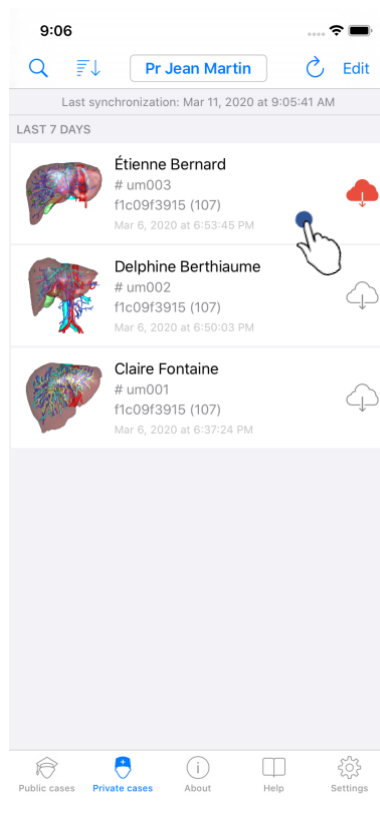 9:06
Pr Jean Martin
Edit
Last synchronization: Mar 11, 2020 at 9:05:41 AM
LAST 7 DAYS
Étienne Bernard
# um003
f1c09f3915 (107)
Mar 6, 2020 at 6:53:45 PM
Delphine Berthiaume
# um002
f1c09f3915 (107)
Mar 6, 2020 at 6:50:03 PM
Claire Fontaine
# um001
f1c09f3915 (107)
Mar 6, 2020 at 6:37:24 PM
Public cases Private cases About Help Settings